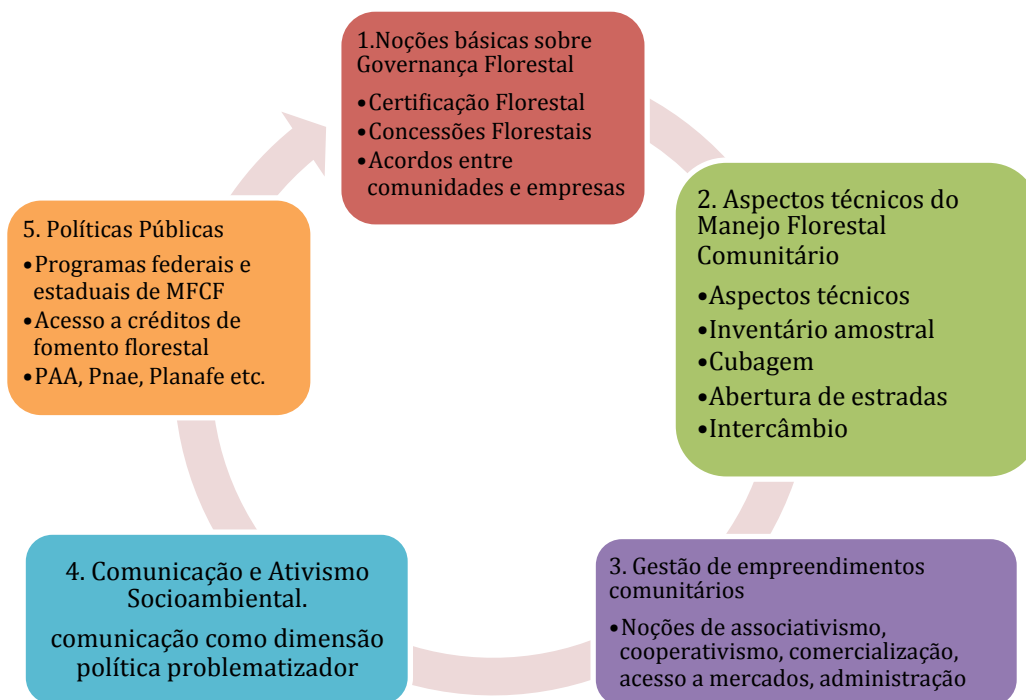 1.Noções básicas sobre
Governança Florestal
•Certificação Florestal
•Concessões Florestais
•Acordos entre
comunidades e empresas
2. Aspectos técnicos do
Manejo Florestal
Comunitário
•Aspectos técnicos
•Inventário amostral
•Cubagem
•Abertura de estradas
•Intercâmbio
3. Gestão de empreendimentos
comunitários
•Noções de associativismo,
cooperativismo, comercialização,
acesso a mercados, administração
4. Comunicação e Ativismo
Socioambiental.
comunicação como dimensão
política problematizador
5. Políticas Públicas
•Programas federais e
estaduais de MFCF
•Acesso a créditos de
fomento florestal
•PAA, Pnae, Planafe etc.